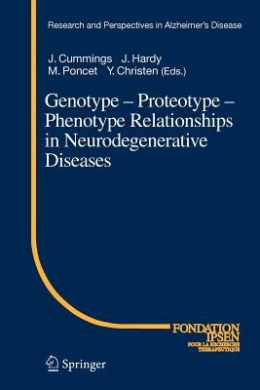 Research and Perspectives in Alzheimer's Disease
J. Cummings J. Hardy
M. Poncet Y. Christen (Eds.)
Genotype – Proteotype –
Phenotype Relationships
in Neurodegenerative
Diseases
FONDATION
IPSEN
POUR LA RECHERCHE
THERAPEUTIQUE
Springer